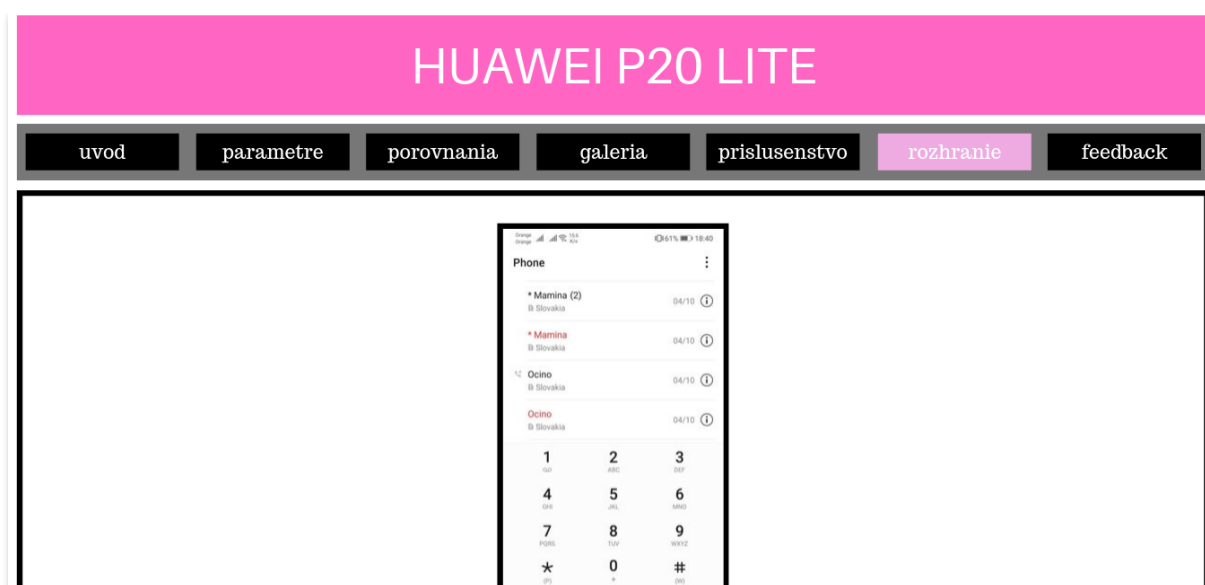 HUAWEI P20 LITE
uvod parametre porovnania galeria prislusenstvo rozhranie feedback
Orange
Orange 61% 18:40
Phone
* Mamina (2)
Slovakia 04/10
* Mamina
Slovakia 04/10
Ocino
Slovakia 04/10
Ocino
Slovakia 04/10
1 2 3
ABC DEF
4 5 6
GHI JKL MNO
7 8 9
PQRS TUV WXYZ
* 0 #
(P) + (W)